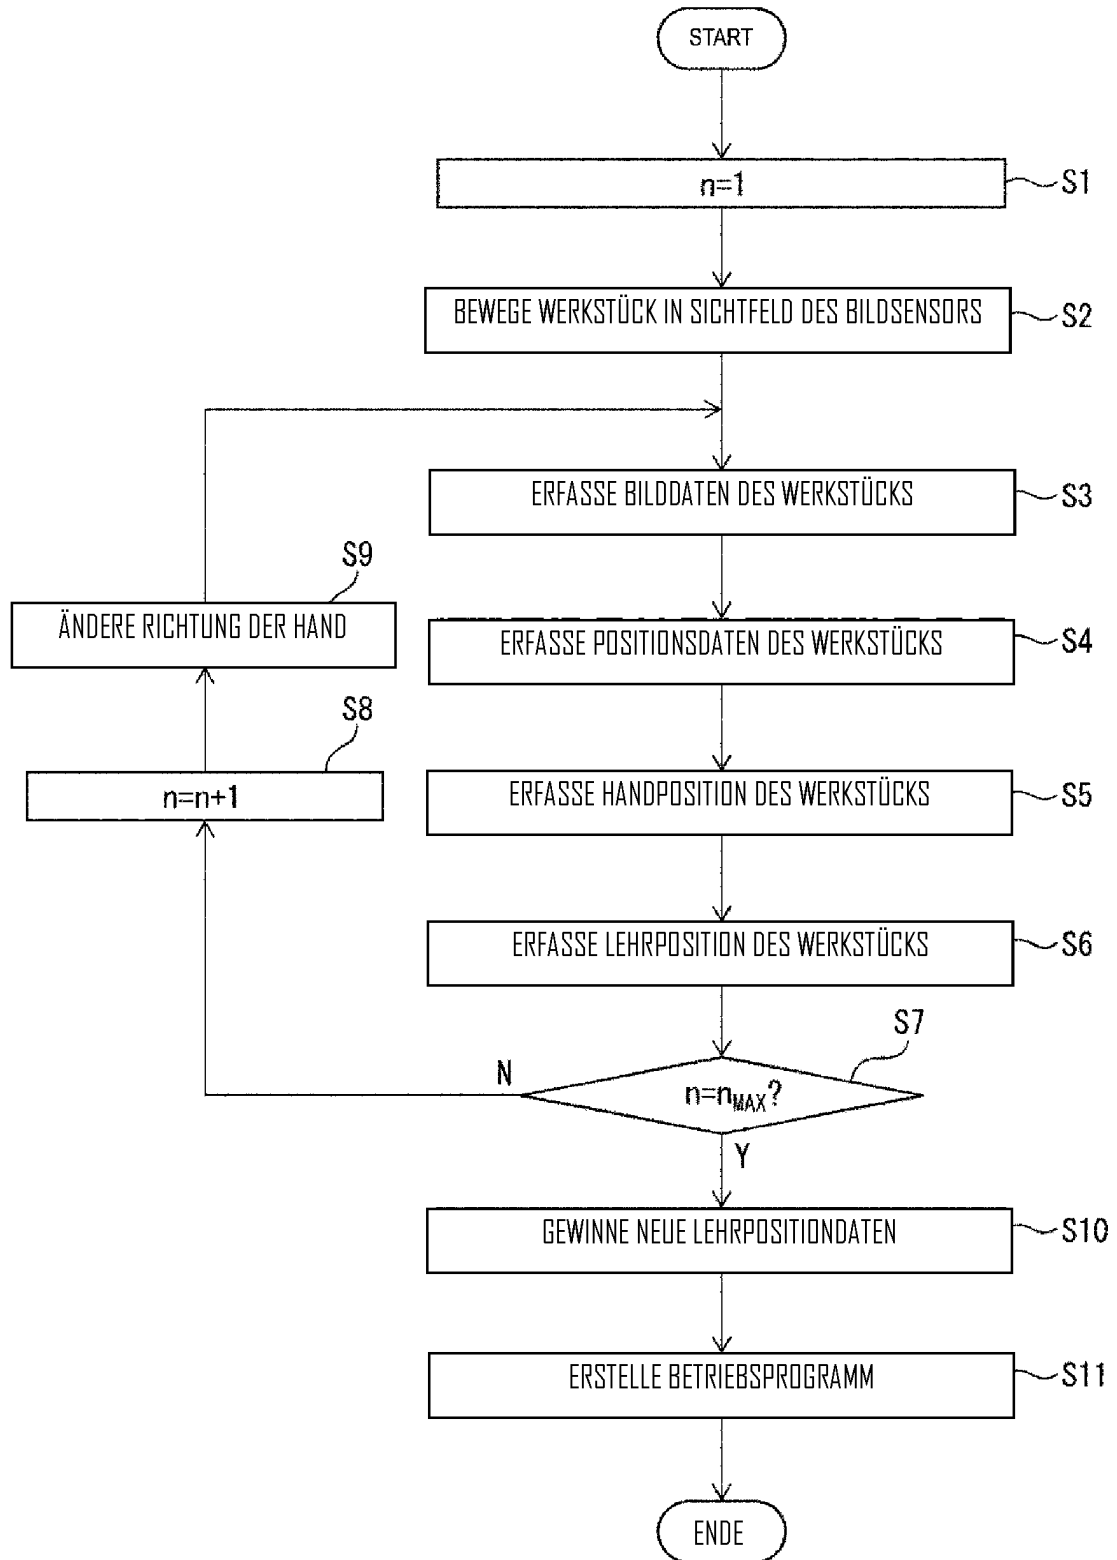 START
n=1
S1
BEWEGE WERKSTÜCK IN SICHTFELD DES BILDSENSORS
S2
ERFASSE BILDDATEN DES WERKSTÜCKS
S3
S9
ÄNDERE RICHTUNG DER HAND
ERFASSE POSITIONSDATEN DES WERKSTÜCKS
S4
S8
n=n+1
ERFASSE HANDPOSITION DES WERKSTÜCKS
S5
ERFASSE LEHRPOSITION DES WERKSTÜCKS
S6
S7
N
n=nMAX?
Y
GEWINNE NEUE LEHRPOSITIONDATEN
S10
ERSTELLE BETRIEBSPROGRAMM
S11
ENDE